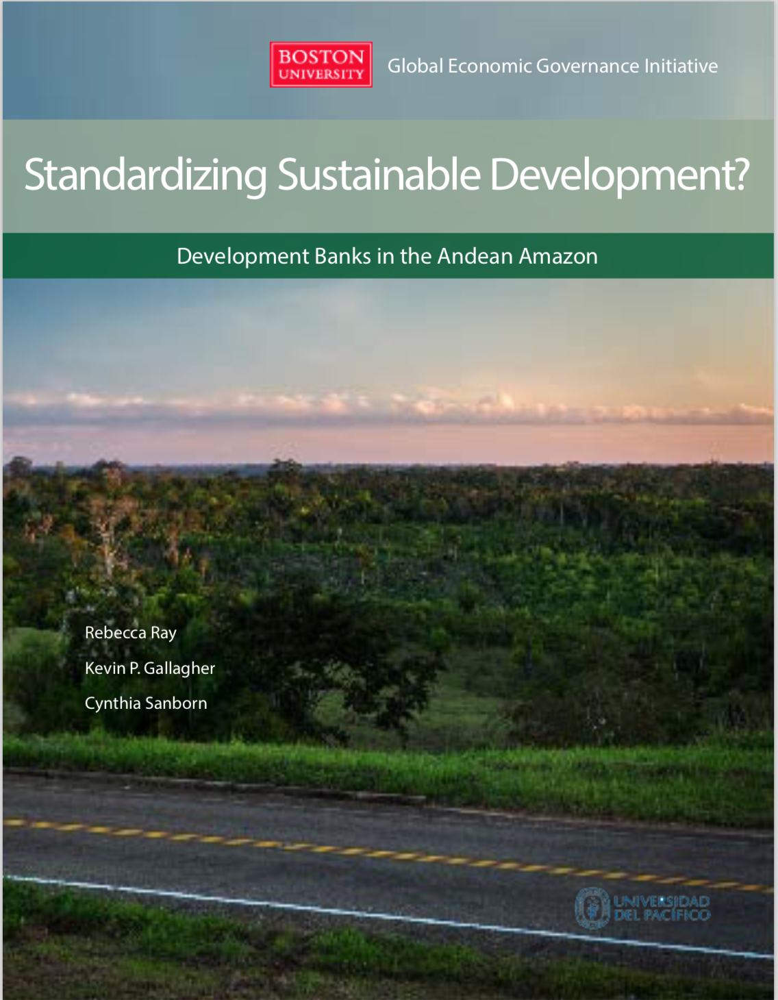 BOSTON
UNIVERSITY
Global Economic Governance Initiative
Standardizing Sustainable Development?
Development Banks in the Andean Amazon
Rebecca Ray
Kevin P. Gallagher
Cynthia Sanborn
UNIVERSIDAD
DEL PACÍFICO